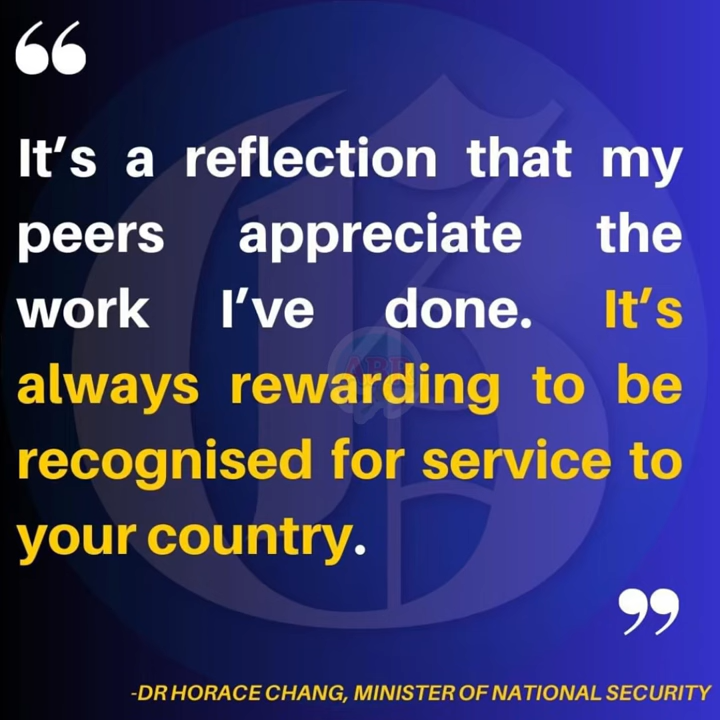 “
It’s a reflection that my
peers appreciate the
work I’ve done. It’s
always rewarding to be
recognised for service to
your country.
”
-DR HORACE CHANG, MINISTER OF NATIONAL SECURITY